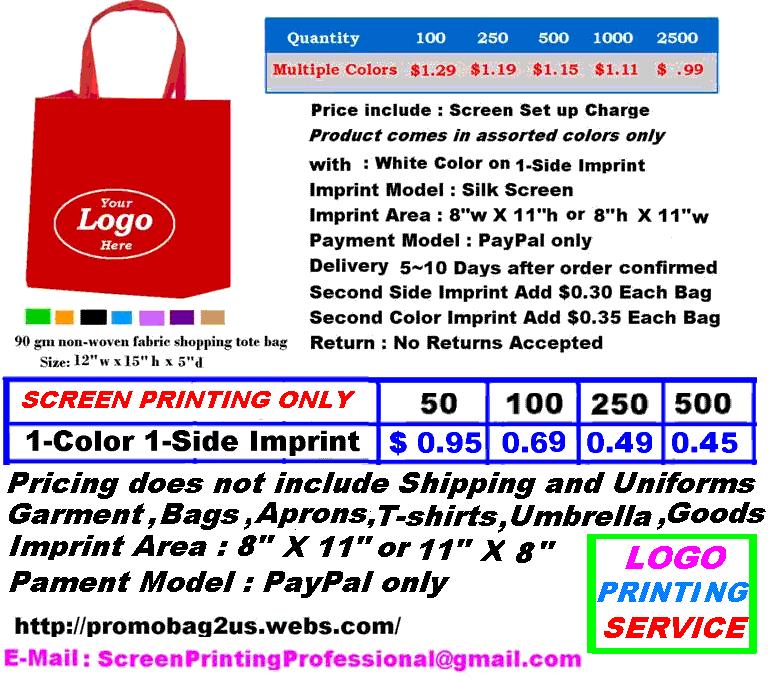 Your
Logo
Here
90 gm non-woven fabric shopping tote bag
Size: 12"w x 15"h x 5"d
Quantity 100 250 500 1000 2500
Multiple Colors $1.29 $1.19 $1.15 $1.11 $ .99
Price include : Screen Set up Charge
Product comes in assorted colors only
with : White Color on 1-Side Imprint
Imprint Model : Silk Screen
Imprint Area : 8"w X 11"h or 8"h X 11"w
Payment Model : PayPal only
Delivery 5~10 Days after order confirmed
Second Side Imprint Add $0.30 Each Bag
Second Color Imprint Add $0.35 Each Bag
Return : No Returns Accepted
SCREEN PRINTING ONLY 50 100 250 500
1-Color 1-Side Imprint $ 0.95 0.69 0.49 0.45
Pricing does not include Shipping and Uniforms
Garment,Bags,Aprons,T-shirts,Umbrella,Goods
Imprint Area : 8" X 11" or 11" X 8"
Pament Model : PayPal only
LOGO
PRINTING
SERVICE
http://promobag2us.webs.com/
E-Mail : ScreenPrintingProfessional@gmail.com